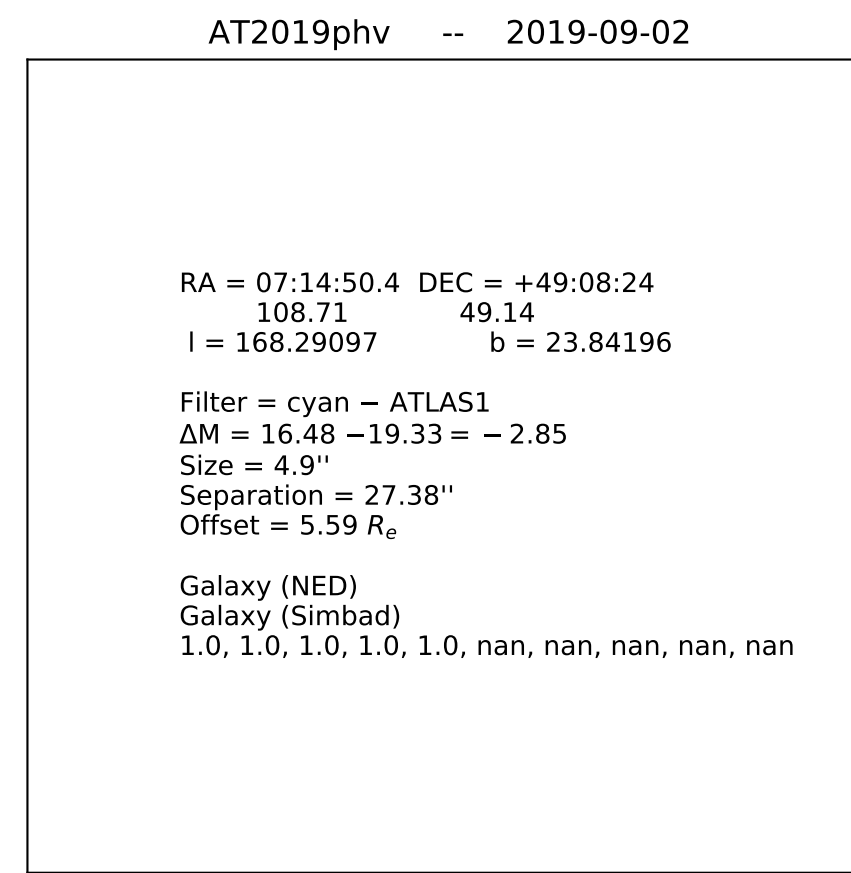 AT2019phv -- 2019-09-02
RA = 07:14:50.4 DEC = +49:08:24
108.71 49.14
l = 168.29097 b = 23.84196
Filter = cyan − ATLAS1
ΔM = 16.48 −19.33 = − 2.85
Size = 4.9''
Separation = 27.38''
Offset = 5.59 Rₑ
Galaxy (NED)
Galaxy (Simbad)
1.0, 1.0, 1.0, 1.0, 1.0, nan, nan, nan, nan, nan